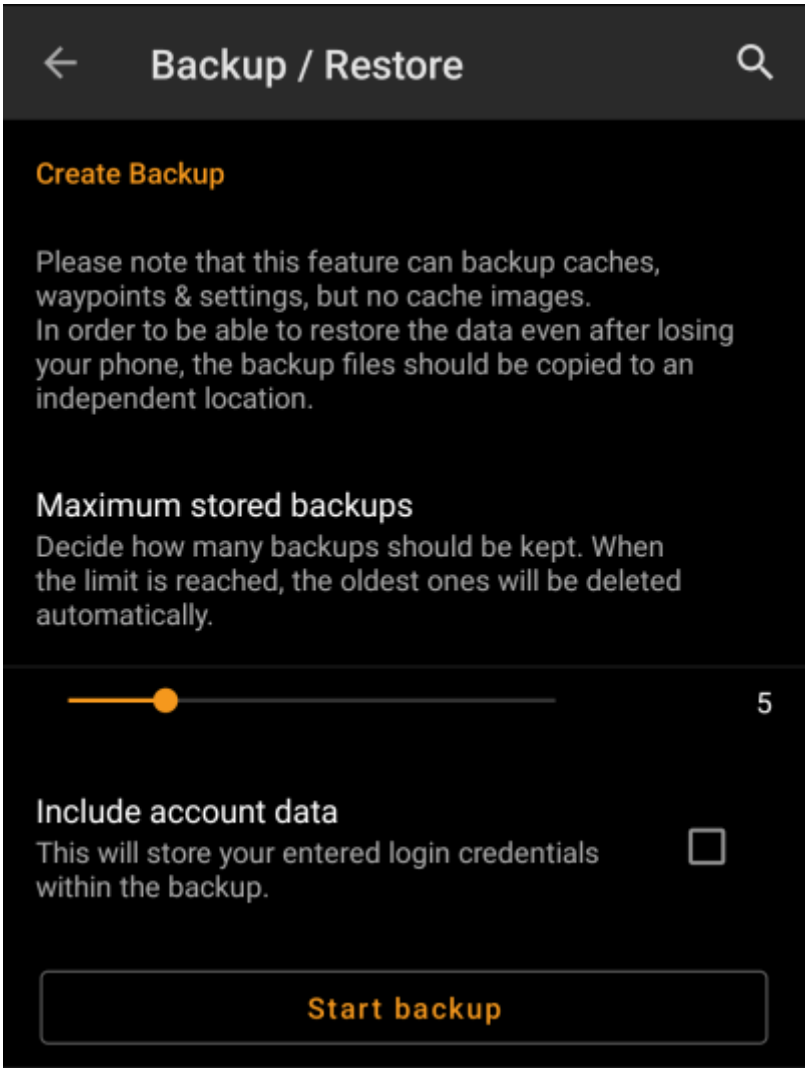 Backup / Restore
Create Backup
Please note that this feature can backup caches,
waypoints & settings, but no cache images.
In order to be able to restore the data even after losing
your phone, the backup files should be copied to an
independent location.
Maximum stored backups
Decide how many backups should be kept. When
the limit is reached, the oldest ones will be deleted
automatically.
5
Include account data
This will store your entered login credentials
within the backup.
Start backup